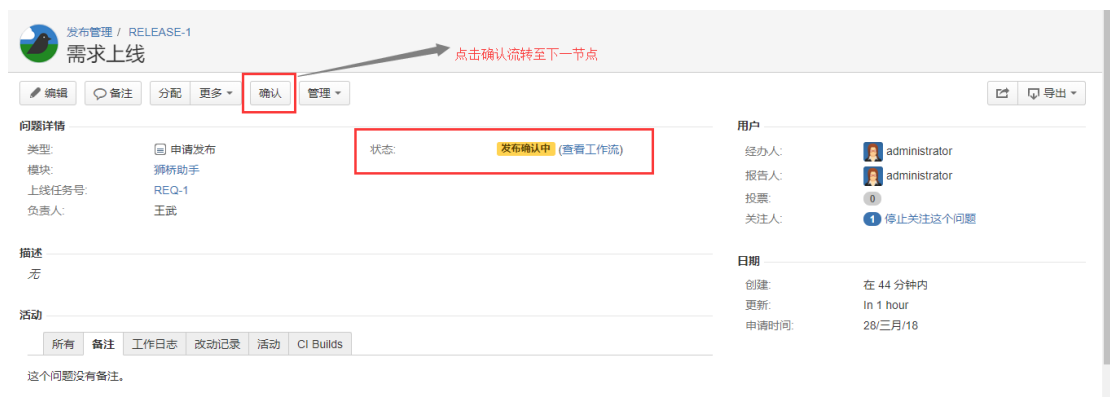 发布管理 / RELEASE-1
需求上线
点击确认流转至下一节点
编辑 备注 分配 更多 确认 管理 导出
问题详情
类型: 申请发布
模块: 狮桥助手
上线任务号: REQ-1
负责人: 王武
状态: 发布确认中 (查看工作流)
描述
无
活动
所有 备注 工作日志 改动记录 活动 CI Builds
这个问题没有备注。
用户
经办人: administrator
报告人: administrator
投票: 0
关注人: 1 停止关注这个问题
日期
创建: 在 44 分钟内
更新: In 1 hour
申请时间: 28/三月/18